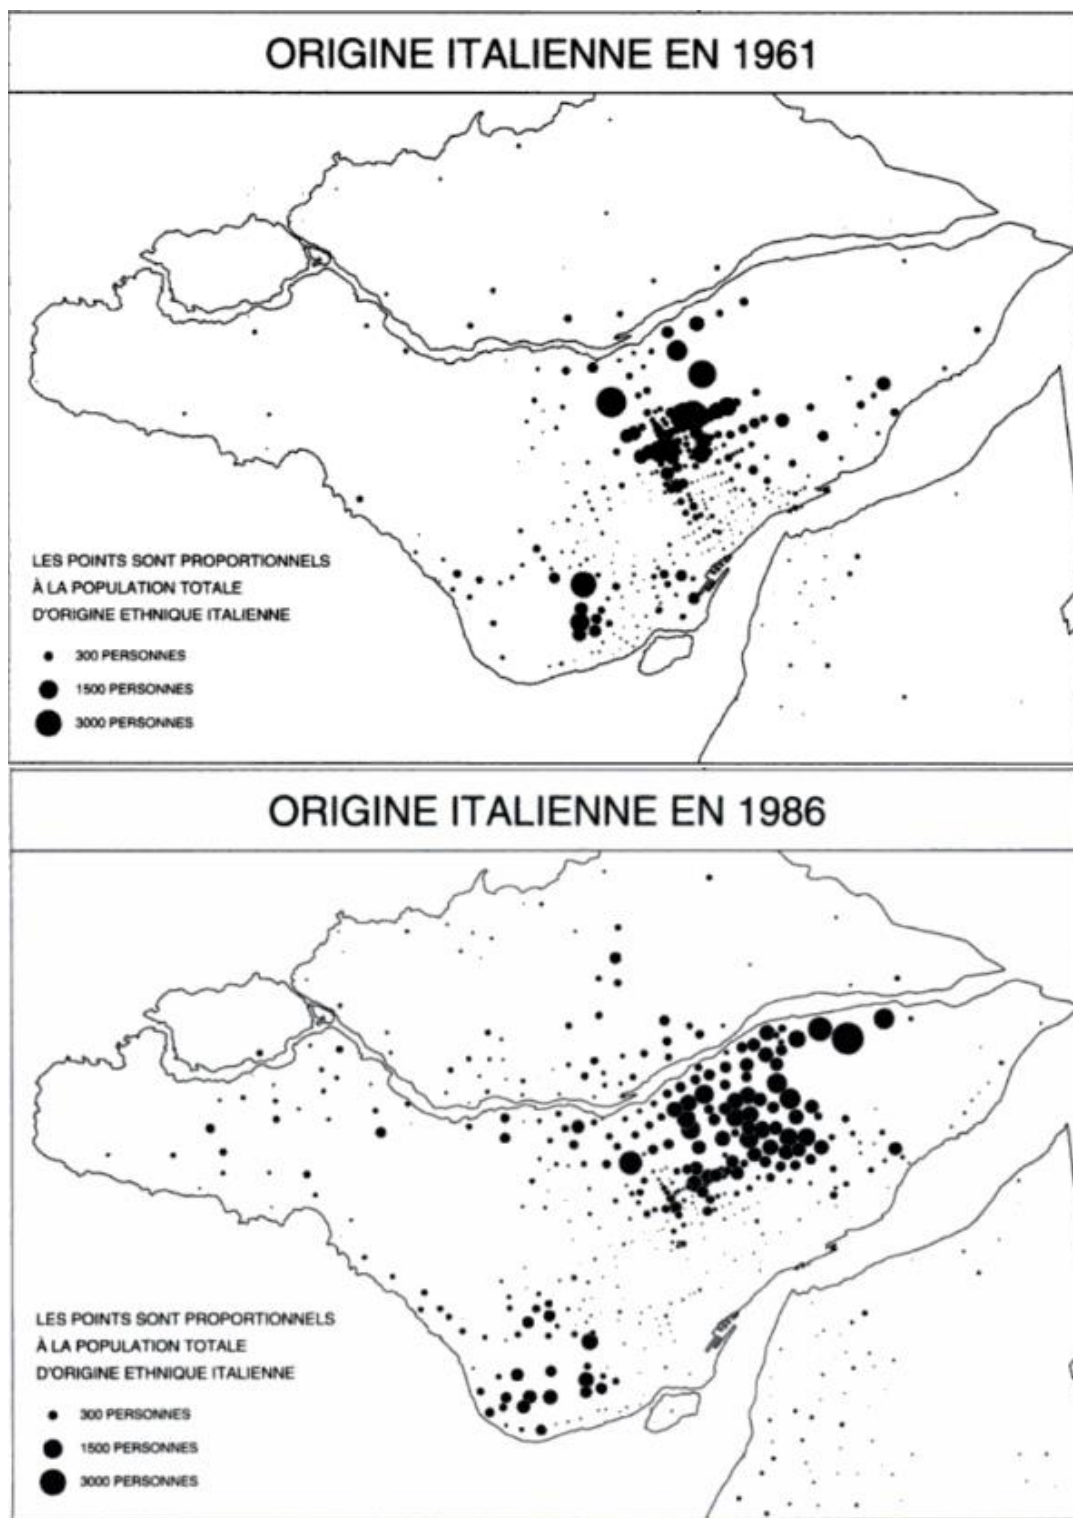 ORIGINE ITALIENNE EN 1961
LES POINTS SONT PROPORTIONNELS
À LA POPULATION TOTALE
D'ORIGINE ETHNIQUE ITALIENNE
300 PERSONNES
1500 PERSONNES
3000 PERSONNES
ORIGINE ITALIENNE EN 1986
LES POINTS SONT PROPORTIONNELS
À LA POPULATION TOTALE
D'ORIGINE ETHNIQUE ITALIENNE
300 PERSONNES
1500 PERSONNES
3000 PERSONNES